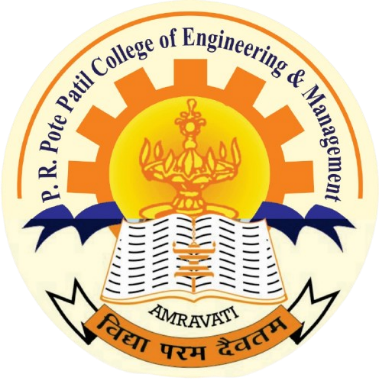 P. R. Pote Patil College of Engineering & Management
AMRAVATI
विद्या परम दैवतम